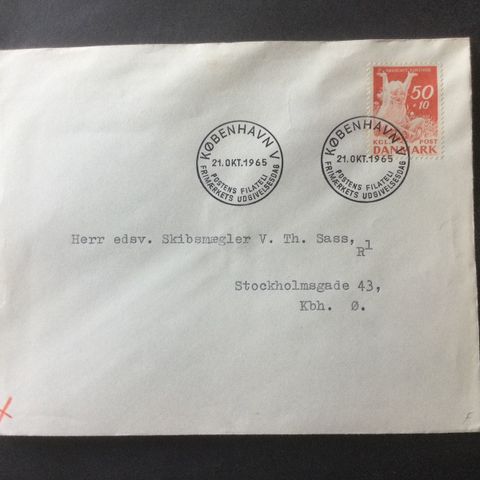 50
+10
KGL. POST
DANMARK
KØBENHAVN V
21.OKT.1965
POSTENS FILATELI
FRIMÆRKETS UDGIVELSESDAG
KØBENHAVN V
21.OKT.1965
POSTENS FILATELI
FRIMÆRKETS UDGIVELSESDAG
Herr edsv. Skibsmægler V. Th. Sass, R1
Stockholmsgade 43,
Kbh. Ø.
F